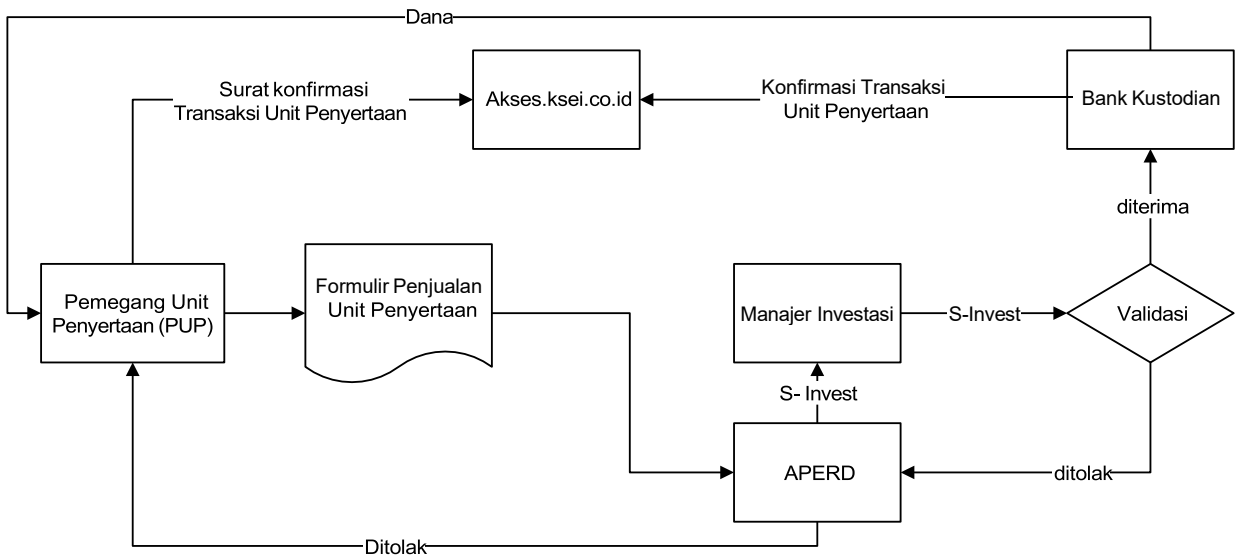 Dana
Surat konfirmasi
Transaksi Unit Penyertaan
Akses.ksei.co.id
Konfirmasi Transaksi
Unit Penyertaan
Bank Kustodian
diterima
Pemegang Unit
Penyertaan (PUP)
Formulir Penjualan
Unit Penyertaan
Manajer Investasi
S-Invest
Validasi
S- Invest
APERD
ditolak
Ditolak